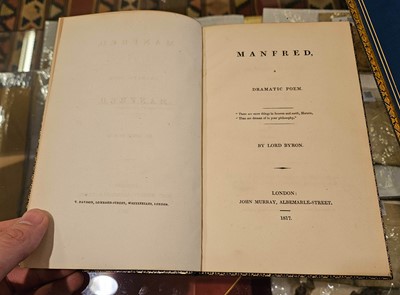 T. DAVISON, LOMBARD-STREET, WHITEFRIARS, LONDON.
MANFRED,
A
DRAMATIC POEM.
"There are more things in heaven and earth, Horatio,
"Than are dreamt of in your philosophy."
BY LORD BYRON.
LONDON:
JOHN MURRAY, ALBEMARLE-STREET.
1817.